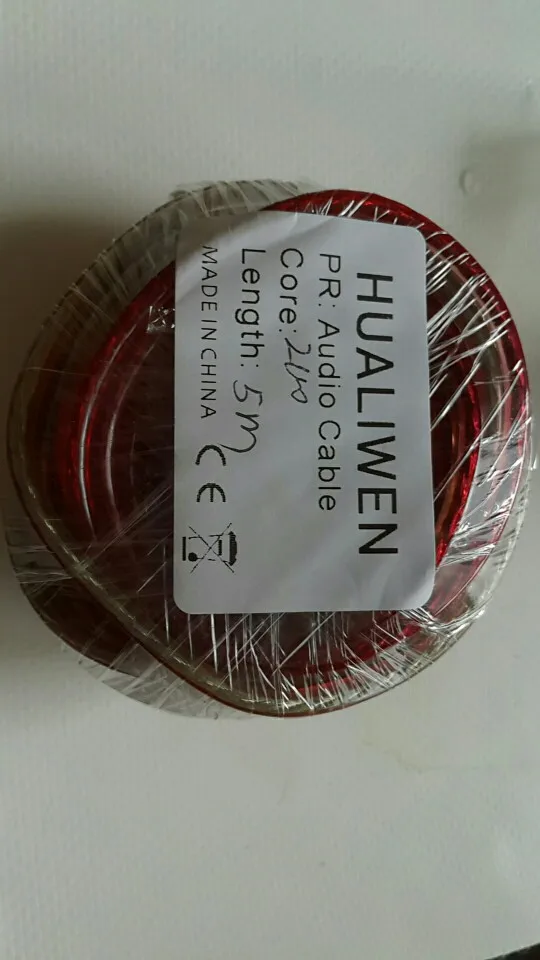 HUALIWEN
PR: Audio Cable
Core: 200
Length: 5m
MADE IN CHINA CE